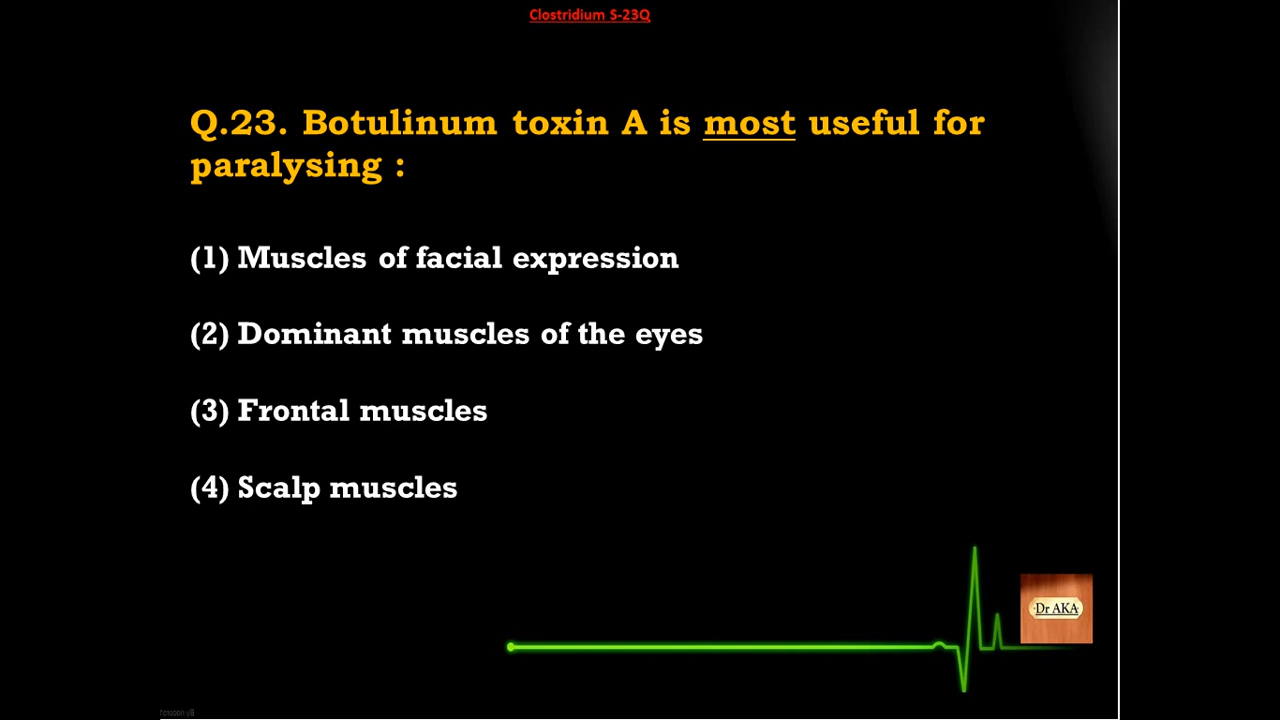 Clostridium S-23Q
Q.23. Botulinum toxin A is most useful for
paralysing :
(1) Muscles of facial expression
(2) Dominant muscles of the eyes
(3) Frontal muscles
(4) Scalp muscles
Dr AKA